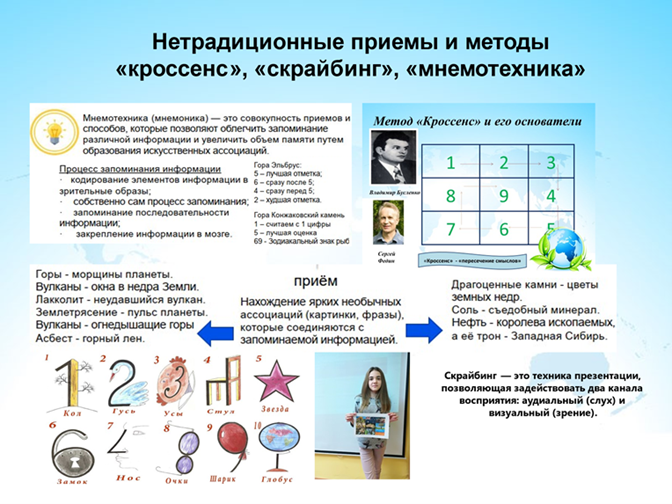 Нетрадиционные приемы и методы
«кроссенс», «скрайбинг», «мнемотехника»
Мнемотехника (мнемоника) — это совокупность приемов и
способов, которые позволяют облегчить запоминание
различной информации и увеличить объем памяти путем
образования искусственных ассоциаций.
Процесс запоминания информации
· кодирование элементов информации в
зрительные образы;
· собственно сам процесс запоминания;
· запоминание последовательности
информации;
· закрепление информации в мозге.
Гора Эльбрус:
5 – лучшая отметка;
6 – сразу после 5;
4 – сразу перед 5;
2 – худшая отметка.
Гора Конжаковский камень
1 – считаем с 1 цифры
5 – лучшая оценка
69 - Зодиакальный знак рыб
Метод «Кроссенс» и его основатели
Владимир Бусленко
Сергей
Федин
1 2 3
8 9 4
7 6 5
«Кроссенс» - «пересечение смыслов»
Горы - морщины планеты.
Вулканы - окна в недра Земли.
Лакколит - неудавшийся вулкан.
Землетрясение - пульс планеты.
Вулканы - огнедышащие горы
Асбест - горный лен.
приём
Нахождение ярких необычных
ассоциаций (картинки, фразы),
которые соединяются с
запоминаемой информацией.
Драгоценные камни - цветы
земных недр.
Соль - съедобный минерал.
Нефть - королева ископаемых,
а её трон - Западная Сибирь.
1 2 3 4 5
Кол Гусь Усы Стул Звезда
6 7 8 9 10
Замок Нос Очки Шарик Глобус
Скрайбинг — это техника презентации,
позволяющая задействовать два канала
восприятия: аудиальный (слух) и
визуальный (зрение).